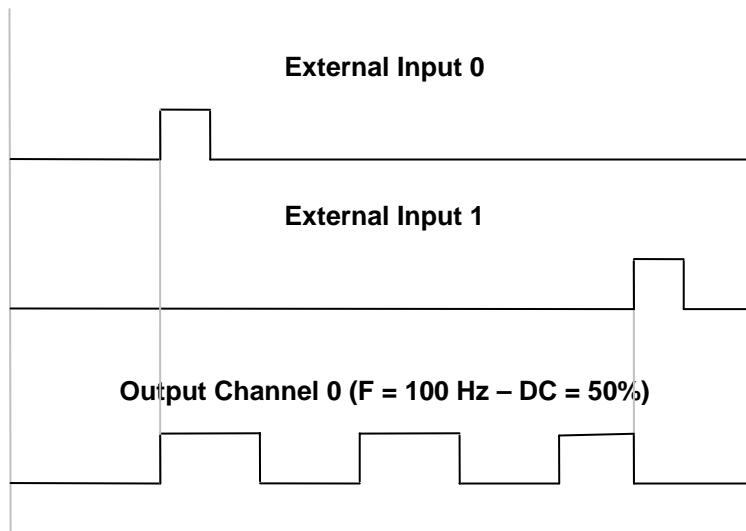 External Input 0
External Input 1
Output Channel 0 (F = 100 Hz – DC = 50%)